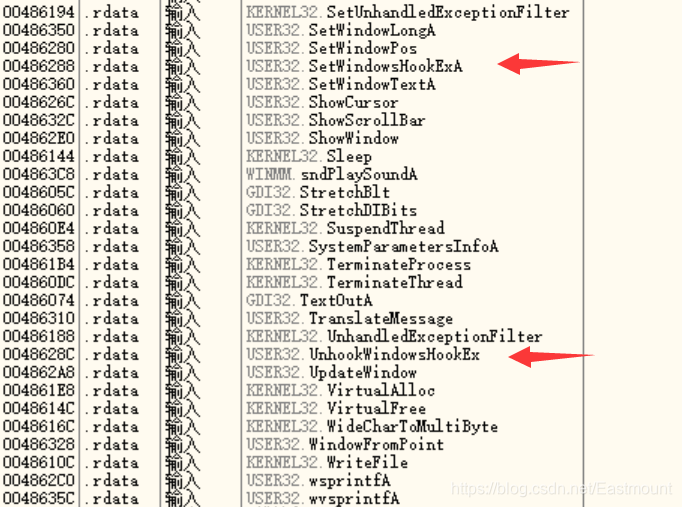 00486194 .rdata 输入 KERNEL32.SetUnhandledExceptionFilter
00486350 .rdata 输入 USER32.SetWindowLongA
00486280 .rdata 输入 USER32.SetWindowPos
00486288 .rdata 输入 USER32.SetWindowsHookExA
00486360 .rdata 输入 USER32.SetWindowTextA
0048626C .rdata 输入 USER32.ShowCursor
0048632C .rdata 输入 USER32.ShowScrollBar
004862E0 .rdata 输入 USER32.ShowWindow
00486144 .rdata 输入 KERNEL32.Sleep
004863C8 .rdata 输入 WINMM.sndPlaySoundA
0048605C .rdata 输入 GDI32.StretchBlt
00486060 .rdata 输入 GDI32.StretchDIBits
004860E4 .rdata 输入 KERNEL32.SuspendThread
00486358 .rdata 输入 USER32.SystemParametersInfoA
004861B4 .rdata 输入 KERNEL32.TerminateProcess
004860DC .rdata 输入 KERNEL32.TerminateThread
00486074 .rdata 输入 GDI32.TextOutA
00486310 .rdata 输入 USER32.TranslateMessage
00486188 .rdata 输入 KERNEL32.UnhandledExceptionFilter
0048628C .rdata 输入 USER32.UnhookWindowsHookEx
004862A8 .rdata 输入 USER32.UpdateWindow
004861E8 .rdata 输入 KERNEL32.VirtualAlloc
0048614C .rdata 输入 KERNEL32.VirtualFree
0048616C .rdata 输入 KERNEL32.WideCharToMultiByte
00486328 .rdata 输入 USER32.WindowFromPoint
0048610C .rdata 输入 KERNEL32.WriteFile
004862C0 .rdata 输入 USER32.wsprintfA
0048635C .rdata 输入 USER32.wvsprintfA
https://blog.csdn.net/Eastmount